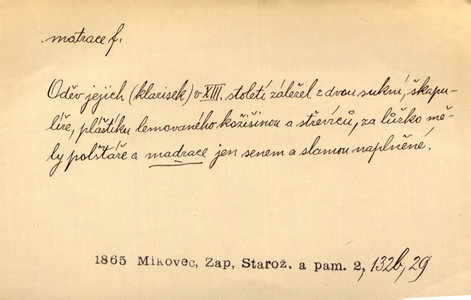 matrace f.
Oděv jejich (klarisek) v XIII. století záležel z dvou sukní, škapu-
líře, pláštíku lemovaného kožišinou a střevíců, za lůžko mě-
ly polštáře a madrace jen senem a slamou naplněné.
1865 Mikovec, Zap, Starož. a pam. 2, 132b, 29